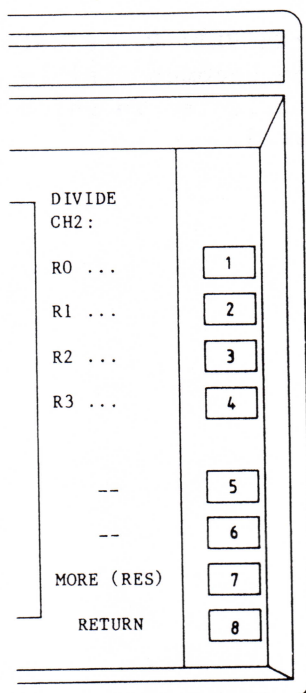 DIVIDE
CH2:
R0 ... 1
R1 ... 2
R2 ... 3
R3 ... 4
-- 5
-- 6
MORE (RES) 7
RETURN 8